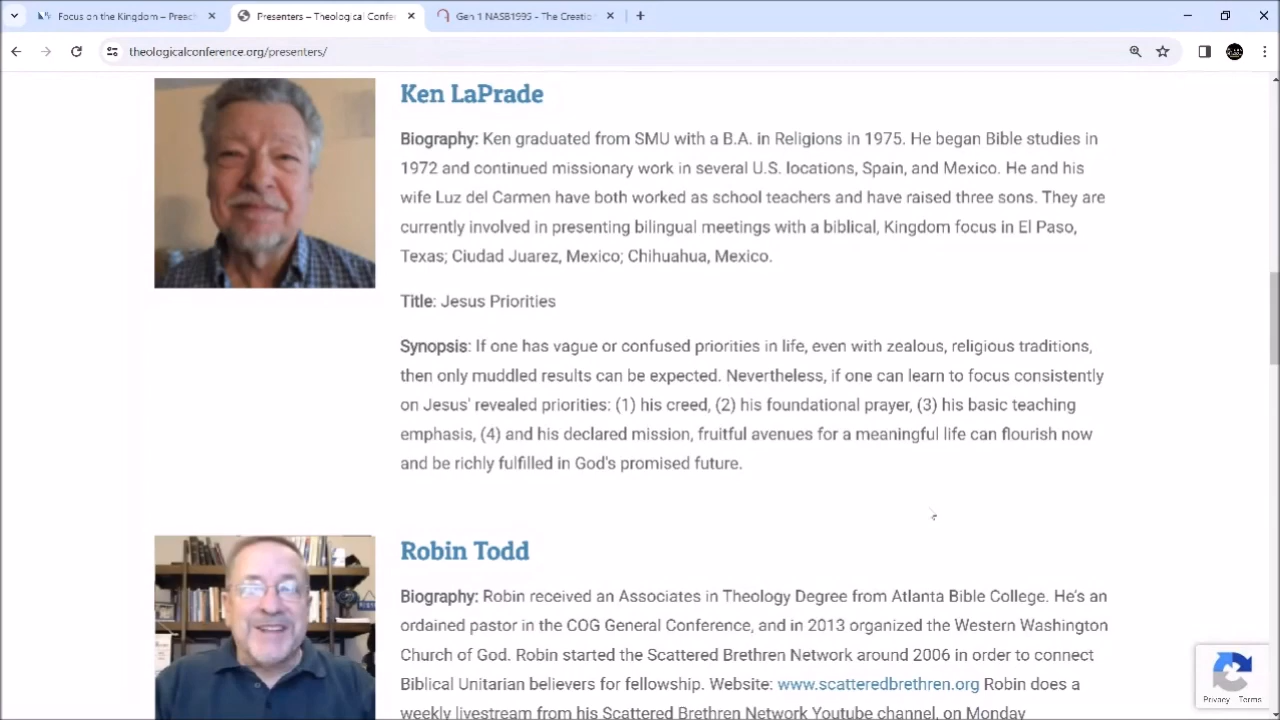 Focus on the Kingdom – Preach
Presenters – Theological Confe
Gen 1 NASB1995 - The Creation
theologicalconference.org/presenters/
Ken LaPrade
Biography: Ken graduated from SMU with a B.A. in Religions in 1975. He began Bible studies in
1972 and continued missionary work in several U.S. locations, Spain, and Mexico. He and his
wife Luz del Carmen have both worked as school teachers and have raised three sons. They are
currently involved in presenting bilingual meetings with a biblical, Kingdom focus in El Paso,
Texas; Ciudad Juarez, Mexico; Chihuahua, Mexico.
Title: Jesus Priorities
Synopsis: If one has vague or confused priorities in life, even with zealous, religious traditions,
then only muddled results can be expected. Nevertheless, if one can learn to focus consistently
on Jesus' revealed priorities: (1) his creed, (2) his foundational prayer, (3) his basic teaching
emphasis, (4) and his declared mission, fruitful avenues for a meaningful life can flourish now
and be richly fulfilled in God's promised future.
Robin Todd
Biography: Robin received an Associates in Theology Degree from Atlanta Bible College. He's an
ordained pastor in the COG General Conference, and in 2013 organized the Western Washington
Church of God. Robin started the Scattered Brethren Network around 2006 in order to connect
Biblical Unitarian believers for fellowship. Website: www.scatteredbrethren.org Robin does a
weekly livestream from his Scattered Brethren Network Youtube channel, on Monday
Privacy - Terms